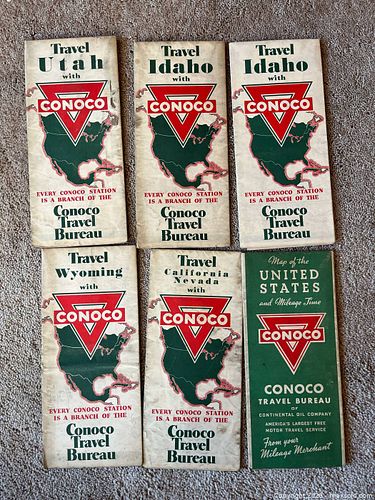 Travel
Utah
with
CONOCO
EVERY CONOCO STATION
IS A BRANCH OF THE
Conoco
Travel
Bureau
Travel
Idaho
with
CONOCO
EVERY CONOCO STATION
IS A BRANCH OF THE
Conoco
Travel
Bureau
Travel
Idaho
with
CONOCO
EVERY CONOCO STATION
IS A BRANCH OF THE
Conoco
Travel
Bureau
Travel
Wyoming
with
CONOCO
EVERY CONOCO STATION
IS A BRANCH OF THE
Conoco
Travel
Bureau
Travel
California
Nevada
with
CONOCO
EVERY CONOCO STATION
IS A BRANCH OF THE
Conoco
Travel
Bureau
Map of the
UNITED
STATES
and Mileage Time
CONOCO
CONOCO
TRAVEL BUREAU
OF
CONTINENTAL OIL COMPANY
AMERICA'S LARGEST FREE
MOTOR TRAVEL SERVICE
From your
Mileage Merchant